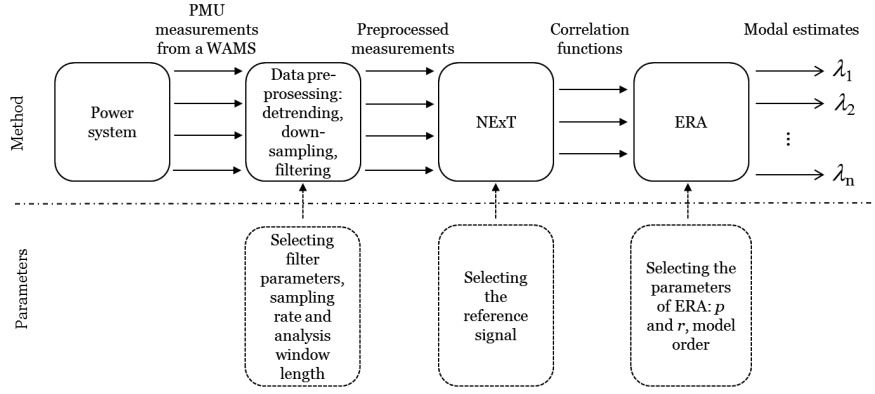 PMU
measurements
from a WAMS
Preprocessed
measurements
Correlation
functions
Modal estimates
Method
Power
system
Data pre-
prosessing:
detrending,
down-
sampling,
filtering
NExT
ERA
λ1
λ2
⋮
λn
Parameters
Selecting
filter
parameters,
sampling
rate and
analysis
window
length
Selecting
the
reference
signal
Selecting the
parameters
of ERA: p
and r, model
order